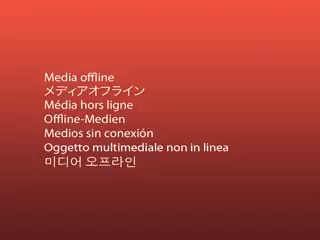 Media offline
メディアオフライン
Média hors ligne
Offline-Medien
Medios sin conexión
Oggetto multimediale non in linea
미디어 오프라인